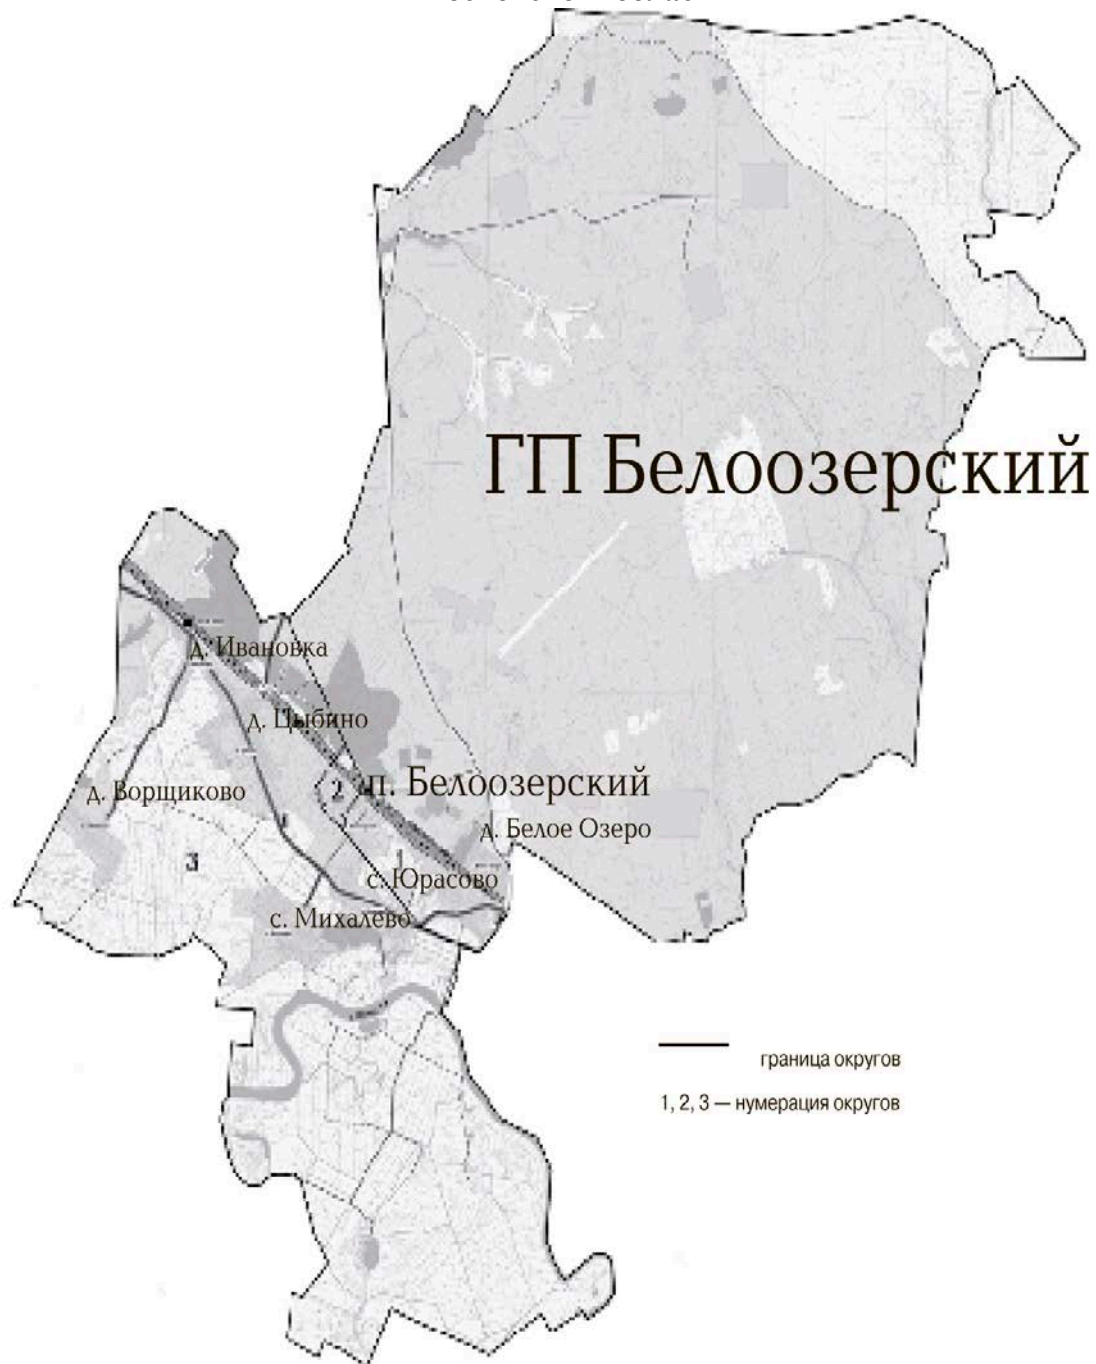 ГП Белоозерский
д. Ивановка
д. Цыбино
п. Белоозерский
2
д. Ворщиково
д. Белое Озеро
3
1
с. Юрасово
с. Михалево
граница округов
1, 2, 3 — нумерация округов